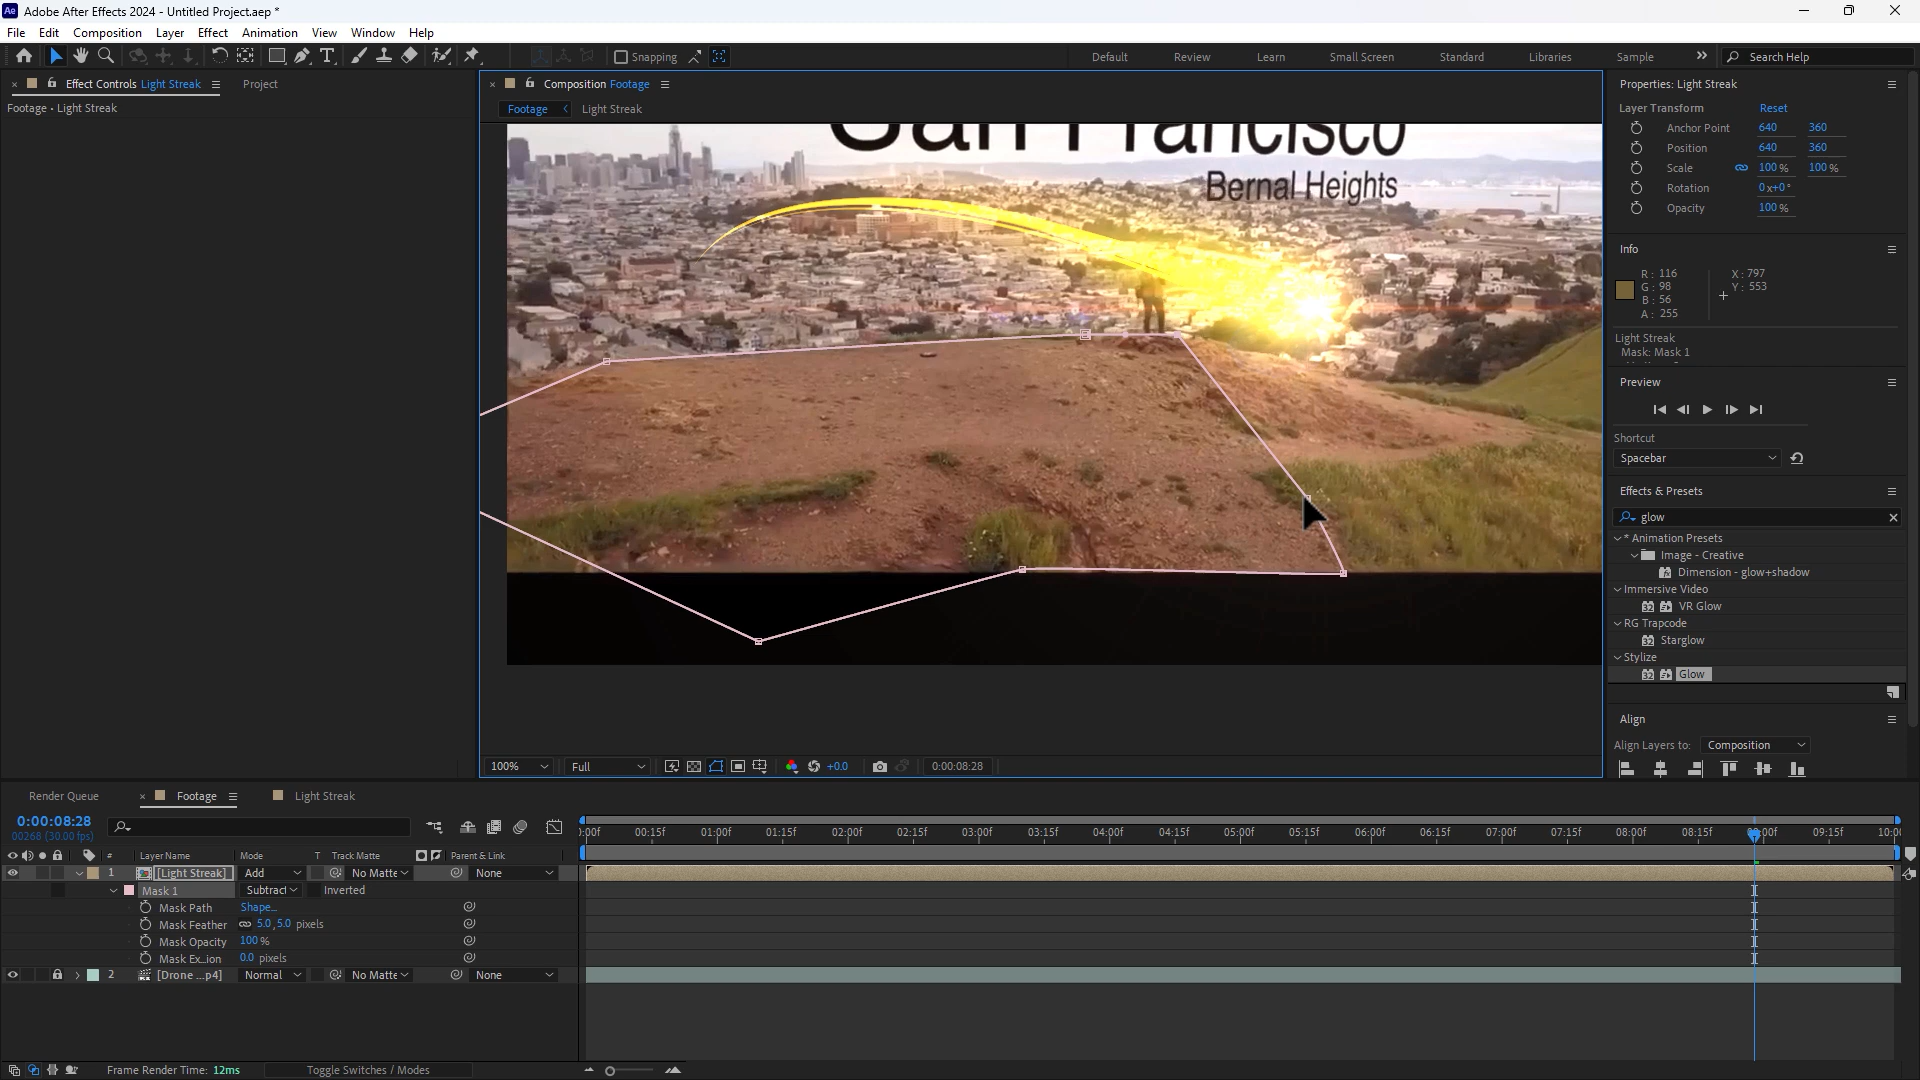 Adobe After Effects 2024 - Untitled Project.aep *
File Edit Composition Layer Effect Animation View Window Help
Snapping
Default Review Learn Small Screen Standard Libraries Sample
Search Help
Effect Controls Light Streak
Project
Footage • Light Streak
Composition Footage
Footage Light Streak
San Francisco
Bernal Heights
100% Full +0.0 0:00:08:28
Properties: Light Streak
Layer Transform Reset
Anchor Point 640 360
Position 640 360
Scale 100 % 100 %
Rotation 0x+0°
Opacity 100 %
Info
R: 116 X: 797
G: 98 Y: 553
B: 56
A: 255
Light Streak
Mask: Mask 1
Preview
Shortcut
Spacebar
Effects & Presets
glow
* Animation Presets
Image - Creative
Dimension - glow+shadow
Immersive Video
32 VR Glow
RG Trapcode
32 Starglow
Stylize
32 Glow
Align
Align Layers to: Composition
Render Queue Footage Light Streak
0:00:08:28
00268 (30.00 fps)
:00f 00:15f 01:00f 01:15f 02:00f 02:15f 03:00f 03:15f 04:00f 04:15f 05:00f 05:15f 06:00f 06:15f 07:00f 07:15f 08:00f 08:15f 09:15f 10:0
# Layer Name Mode T Track Matte Parent & Link
1 [Light Streak] Add No Matte None
Mask 1 Subtract Inverted
Mask Path Shape...
Mask Feather 5.0, 5.0 pixels
Mask Opacity 100 %
Mask Ex...ion 0.0 pixels
2 [Drone ...p4] Normal No Matte None
Frame Render Time: 12ms Toggle Switches / Modes